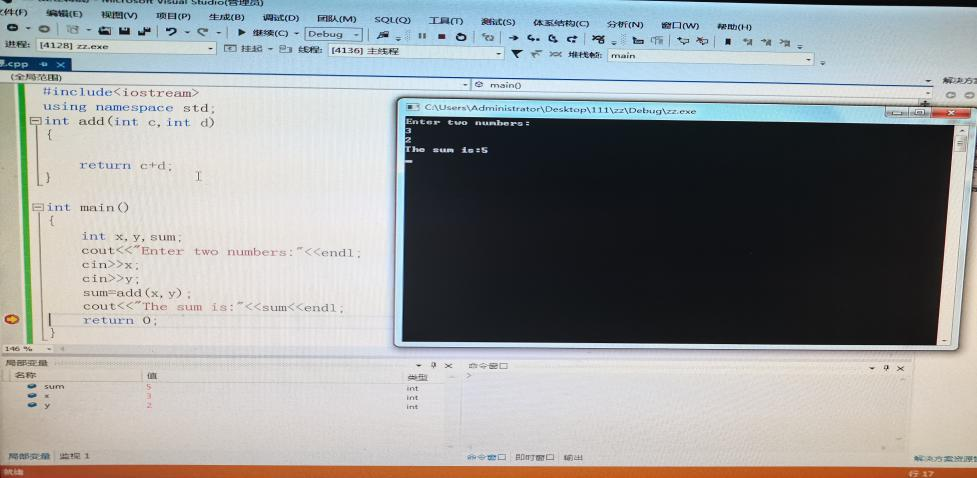 Microsoft Visual Studio(管理员)
文件(F) 编辑(E) 视图(V) 项目(P) 生成(B) 调试(D) 团队(M) SQL(Q) 工具(T) 测试(S) 体系结构(C) 分析(N) 窗口(W) 帮助(H)
继续(C) Debug
进程: [4128] zz.exe 挂起 线程: [4136] 主线程 堆栈帧: main
.cpp
(全局范围) main()
解决方
#include<iostream>
using namespace std;
int add(int c,int d)
{
return c+d;
}
int main()
{
int x,y,sum;
cout<<"Enter two numbers:"<<endl;
cin>>x;
cin>>y;
sum=add(x,y);
cout<<"The sum is:"<<sum<<endl;
return 0;
}
146 %
C:\Users\Administrator\Desktop\111\zz\Debug\zz.exe
Enter two numbers:
3
2
The sum is:5
局部变量
名称 值 类型
sum 5 int
x 3 int
y 2 int
局部变量 监视 1
命令窗口
>
命令窗口 即时窗口 输出
解决方案资源
就绪 行 17